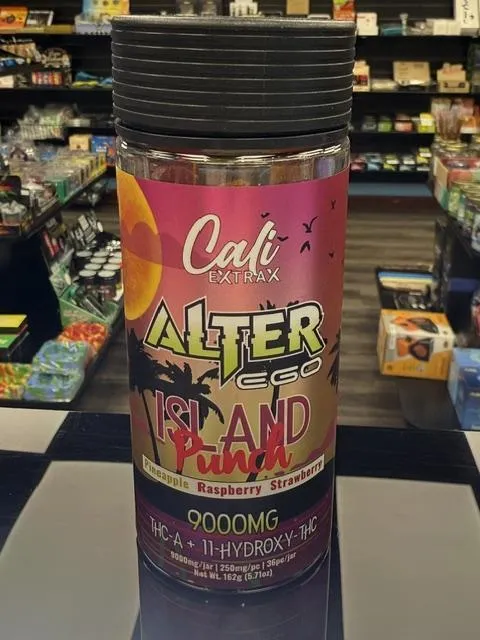 Cali
EXTRAX
ALTER
EGO
ISLAND
Punch
Pineapple Raspberry Strawberry
9000MG
THC-A + 11-HYDROXY-THC
9000mg/jar | 250mg/pc | 36pc/jar
Net Wt. 162g (5.71oz)